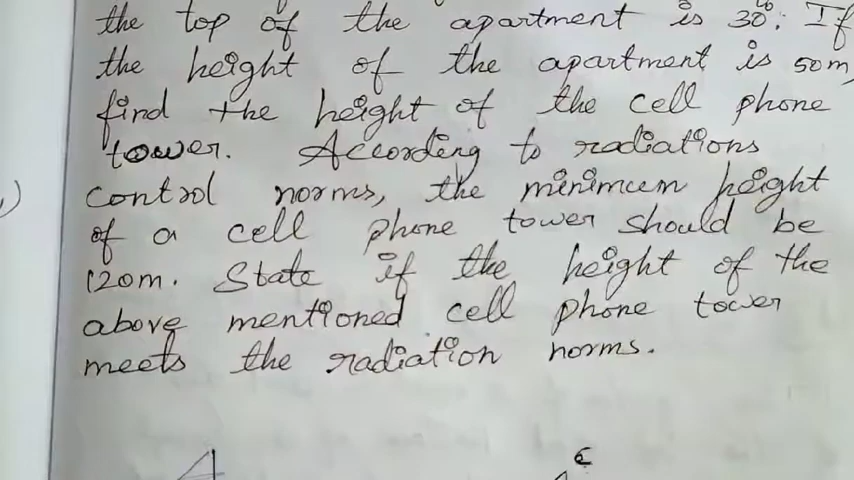 the top of the apartment is 30°. If
the height of the apartment is 50m,
find the height of the cell phone
tower. According to radiations
control norms, the minimum height
of a cell phone tower should be
120m. State if the height of the
above mentioned cell phone tower
meets the radiation norms.